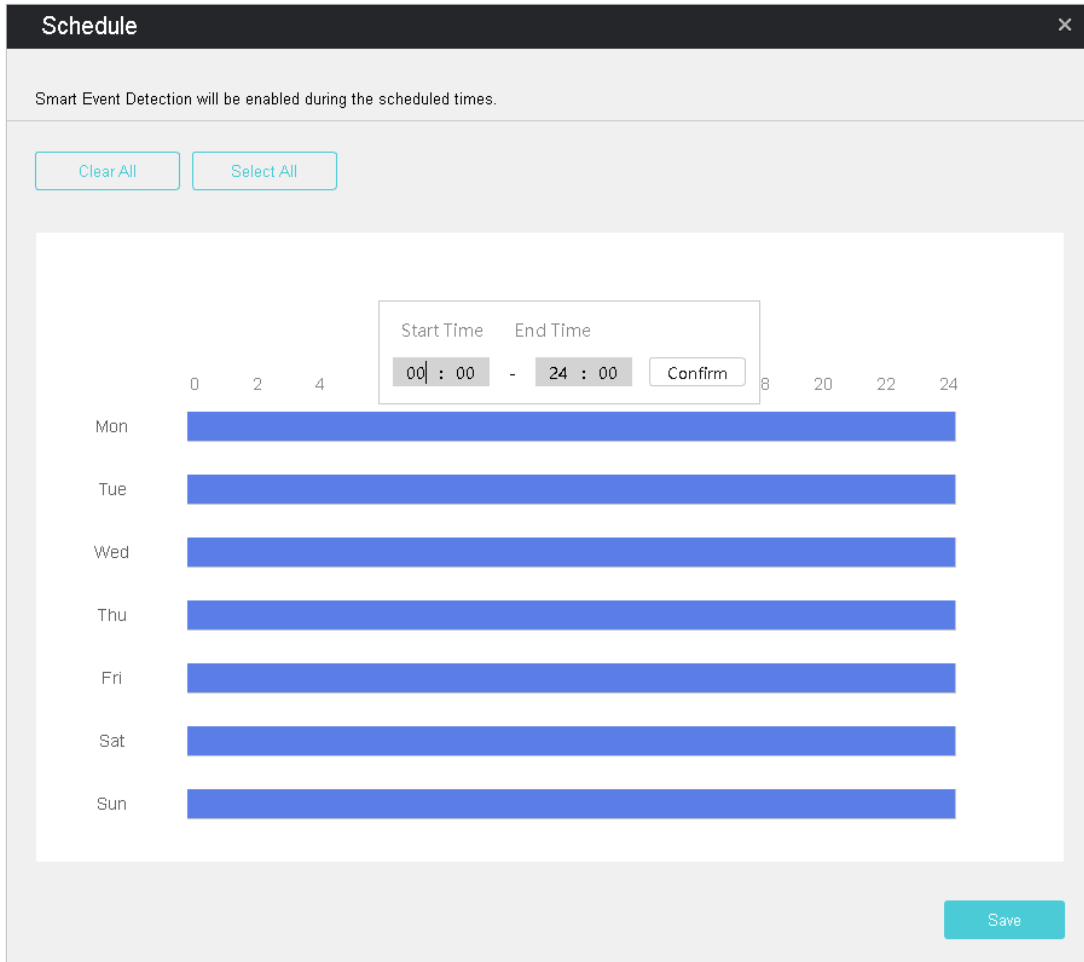 Schedule ×
Smart Event Detection will be enabled during the scheduled times.
Clear All Select All
Start Time End Time
00 : 00 - 24 : 00 Confirm
0 2 4 8 20 22 24
Mon
Tue
Wed
Thu
Fri
Sat
Sun
Save